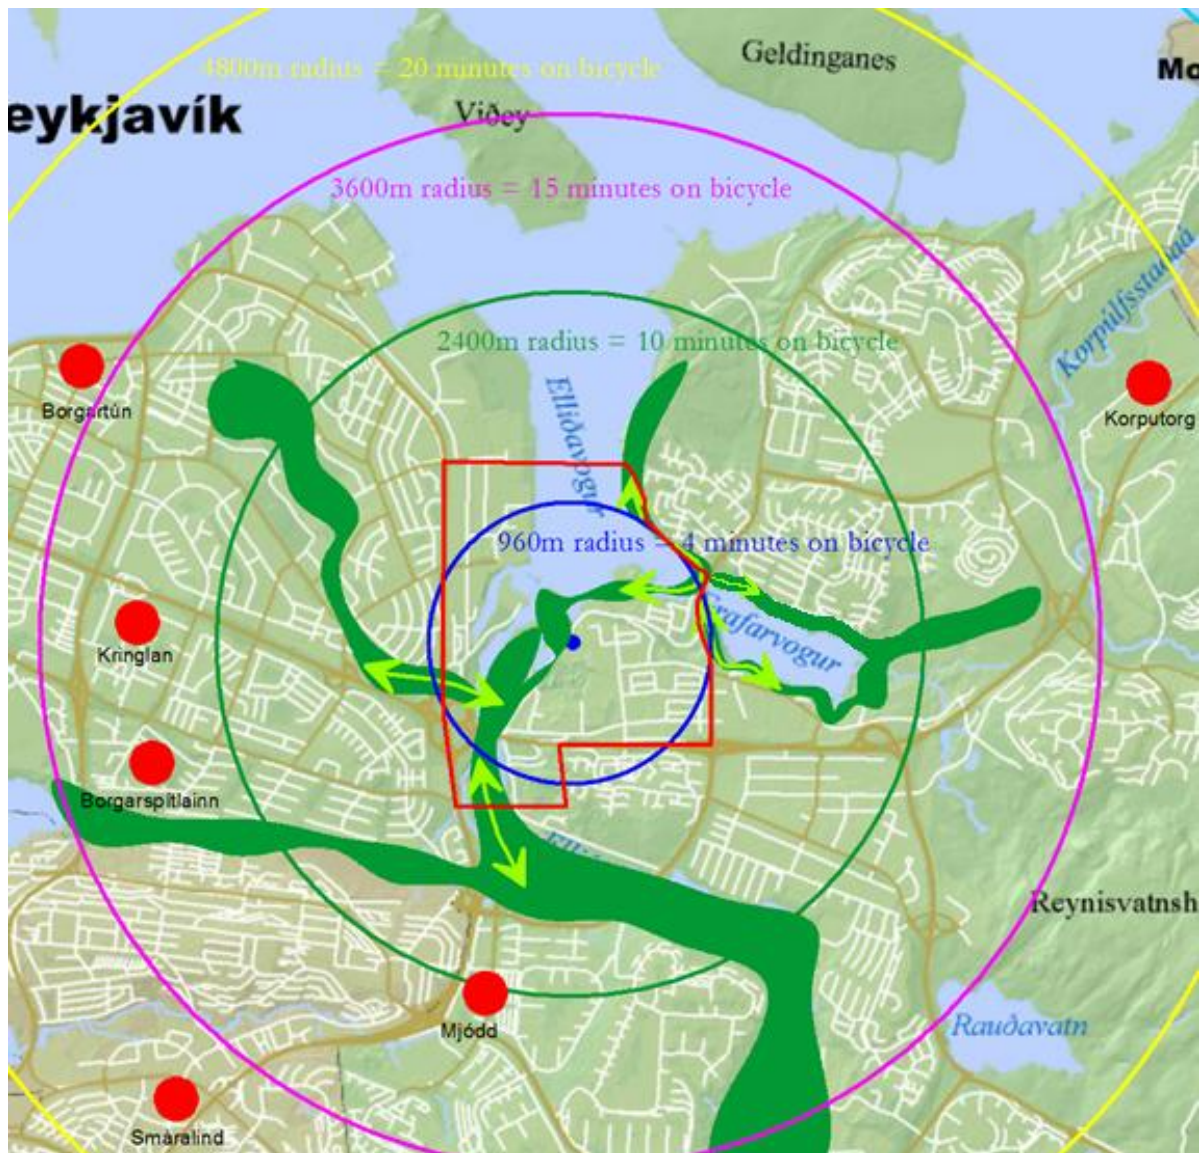 4800m radius = 20 minutes on bicycle
Geldinganes
Mo
eykjavík
Viðey
3600m radius = 15 minutes on bicycle
Korpúlfsstaðaá
2400m radius = 10 minutes on bicycle
Borgartún
Korputorg
Elliðavogur
960m radius = 4 minutes on bicycle
Grafarvogur
Kringlan
Borgarspítlainn
Reynisvatnsh
Rauðavatn
Mjódd
Smáralind